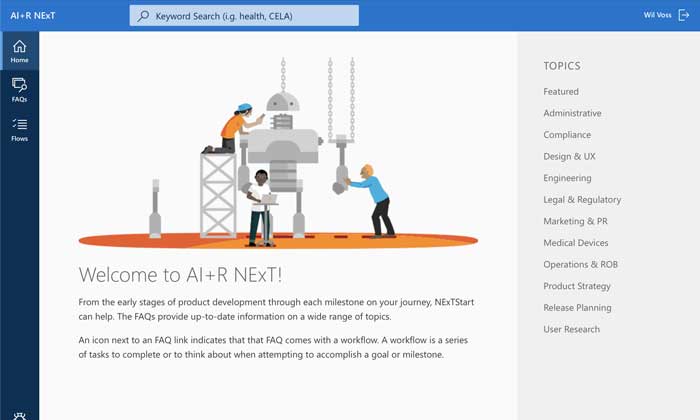 AI+R NExT
Keyword Search (i.g. health, CELA)
Wil Voss
Home
FAQs
Flows
Welcome to AI+R NExT!
From the early stages of product development through each milestone on your journey, NExTStart
can help. The FAQs provide up-to-date information on a wide range of topics.
An icon next to an FAQ link indicates that that FAQ comes with a workflow. A workflow is a series
of tasks to complete or to think about when attempting to accomplish a goal or milestone.
TOPICS
Featured
Administrative
Compliance
Design & UX
Engineering
Legal & Regulatory
Marketing & PR
Medical Devices
Operations & ROB
Product Strategy
Release Planning
User Research